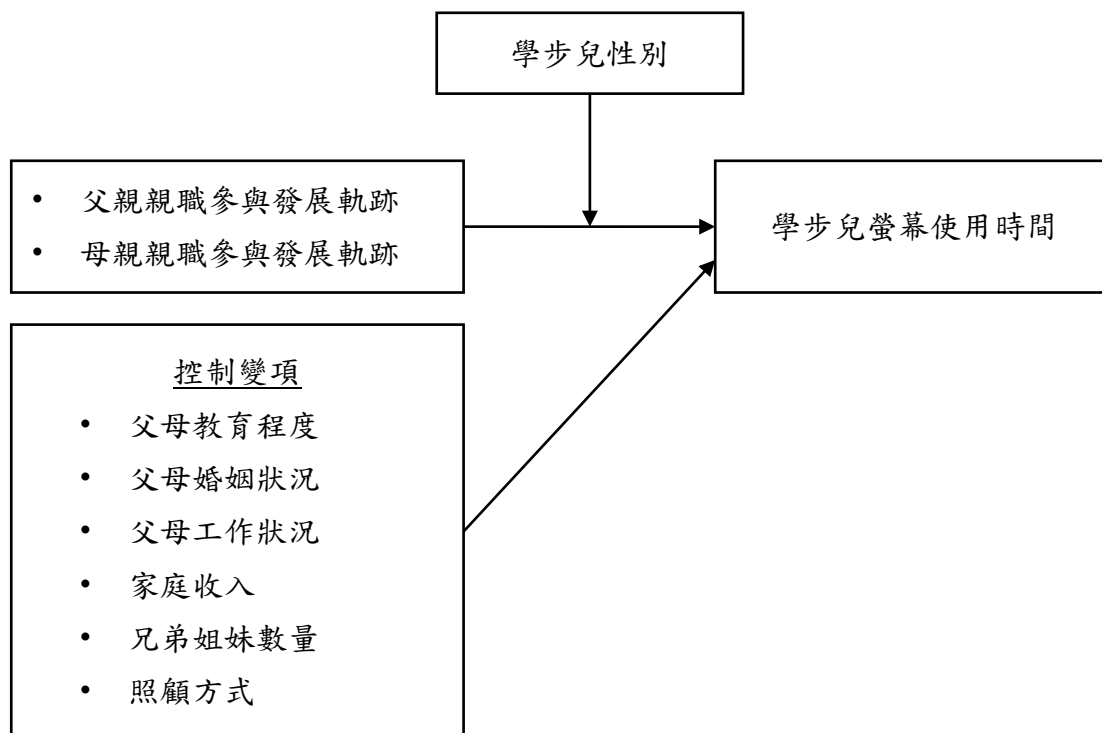 學步兒性別
• 父親親職參與發展軌跡
• 母親親職參與發展軌跡
學步兒螢幕使用時間
控制變項
• 父母教育程度
• 父母婚姻狀況
• 父母工作狀況
• 家庭收入
• 兄弟姐妹數量
• 照顧方式